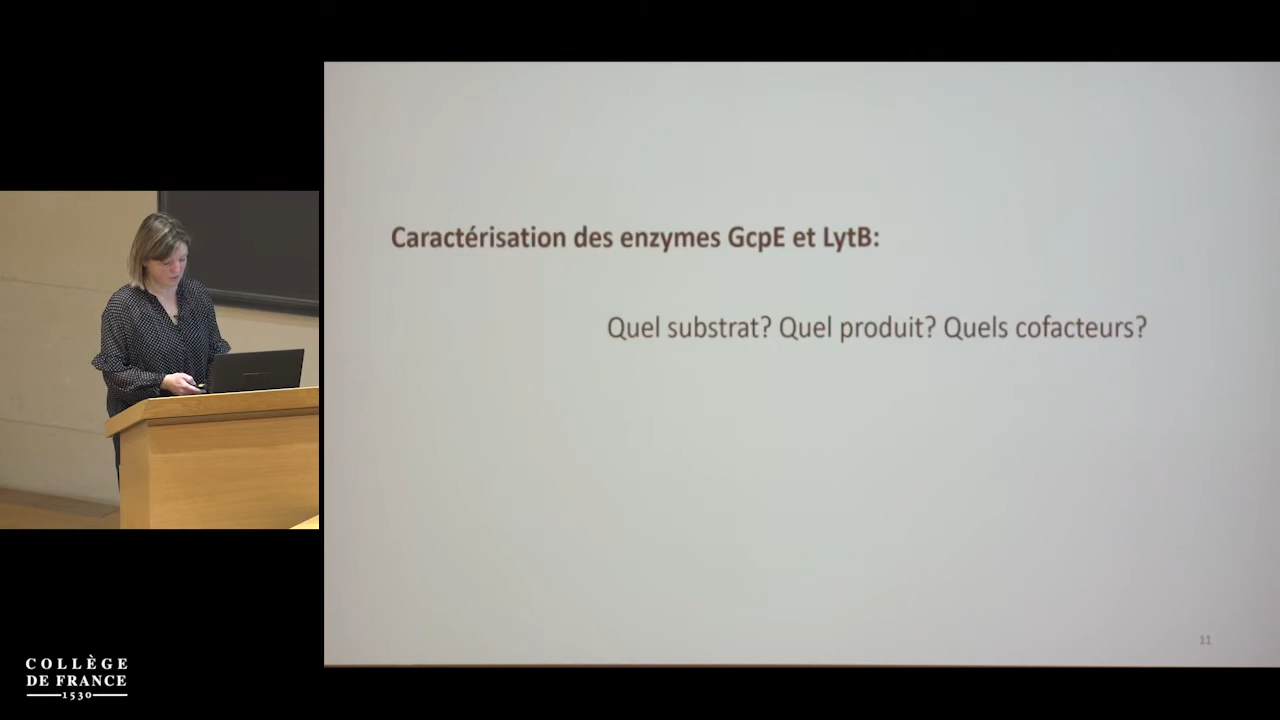 Caractérisation des enzymes GcpE et LytB:
Quel substrat? Quel produit? Quels cofacteurs?
11
COLLÈGE
DE FRANCE
1530